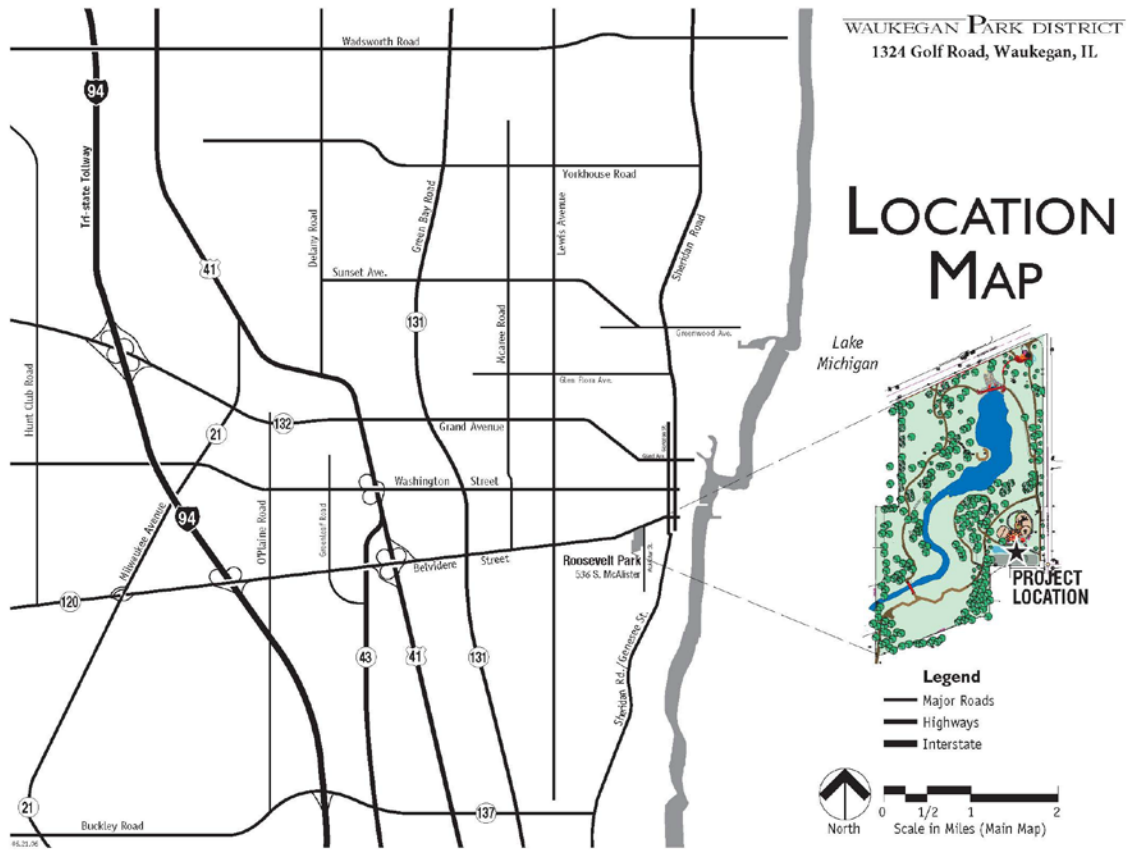 WAUKEGAN PARK DISTRICT
1324 Golf Road, Waukegan, IL
LOCATION
MAP
Wadsworth Road
94
Tri-state Tollway
Yorkhouse Road
Delany Road
Green Bay Road
Lewis Avenue
Sheridan Road
41
Sunset Ave.
131
Mcaree Road
Greenwood Ave.
Lake
Michigan
Hunt Club Road
Glen Flora Ave.
132
Grand Avenue
21
Grand Ave.
Washington Street
94
Milwaukee Avenue
O'Plaine Road
Greenleaf Road
Belvidere Street
Roosevelt Park
536 S. McAlister
120
PROJECT
LOCATION
43
41
131
Sheridan Rd./Genesee St.
21
137
Buckley Road
Legend
Major Roads
Highways
Interstate
North
0 1/2 1 2
Scale in Miles (Main Map)